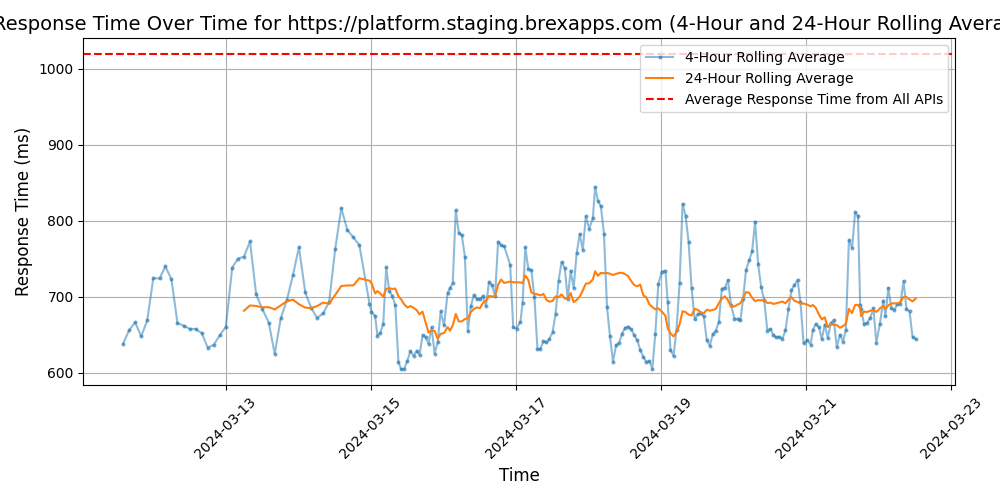 Response Time Over Time for https://platform.staging.brexapps.com (4-Hour and 24-Hour Rolling Avera
4-Hour Rolling Average
24-Hour Rolling Average
Average Response Time from All APIs
Response Time (ms)
1000
900
800
700
600
2024-03-13
2024-03-15
2024-03-17
2024-03-19
2024-03-21
2024-03-23
Time